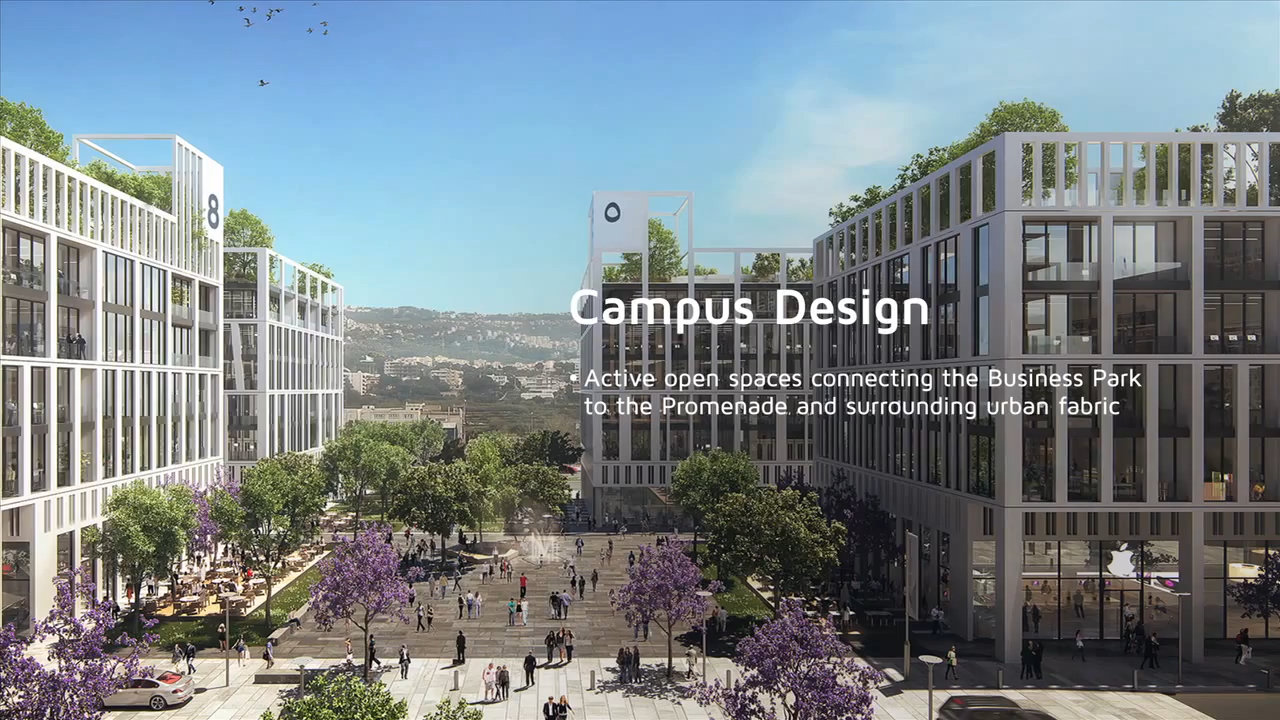 8
Campus Design
Active open spaces connecting the Business Park
to the Promenade and surrounding urban fabric